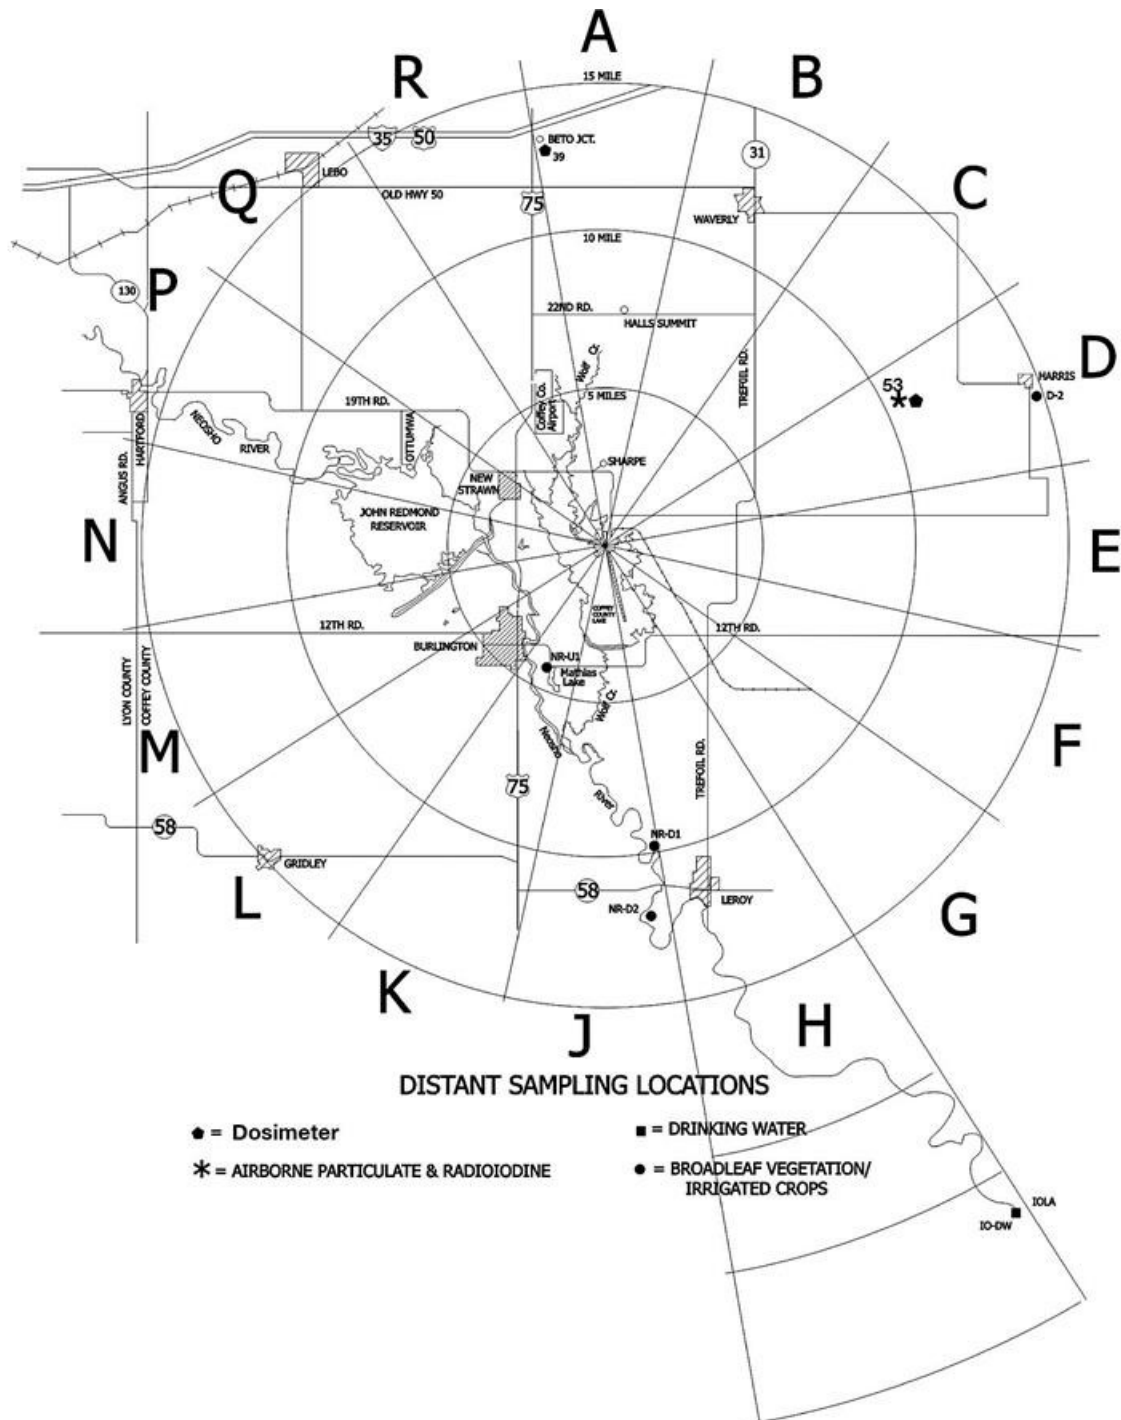 A
R
B
15 MILE
35
50
BETO JCT.
39
31
LEBO
C
Q
OLD HWY 50
75
WAVERLY
10 MILE
P
130
22ND RD.
HALLS SUMMIT
D
Wolf Cr.
TREFOIL RD.
HARRIS
53
D-2
5 MILES
Coffey Co.
Airport
19TH RD.
NEOSHO
RIVER
OTTUMWA
HARTFORD
ANGUS RD.
SHARPE
NEW
STRAWN
JOHN REDMOND
RESERVOIR
N
E
COFFEY
COUNTY
LAKE
12TH RD.
12TH RD.
BURLINGTON
NR-U1
Mathias
Lake
LYON COUNTY
COFFEY COUNTY
Wolf Cr.
Neosho
River
M
F
TREFOIL RD.
75
58
NR-D1
GRIDLEY
L
58
LEROY
NR-D2
G
K
J
H
DISTANT SAMPLING LOCATIONS
= Dosimeter
= DRINKING WATER
= AIRBORNE PARTICULATE & RADIOIODINE
= BROADLEAF VEGETATION/
IRRIGATED CROPS
IOLA
IO-DW